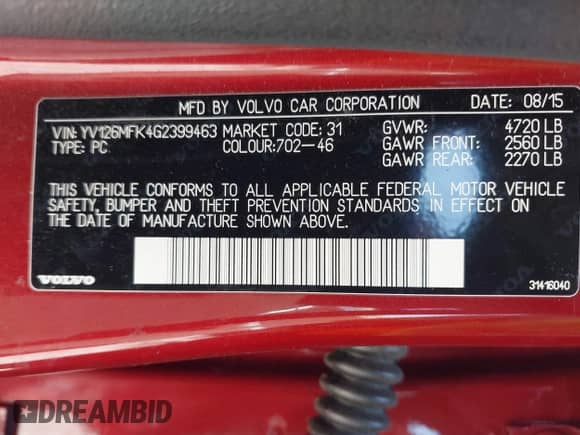 MFD BY VOLVO CAR CORPORATION DATE: 08/15
VIN: YV126MFK4G2399463 MARKET CODE: 31 GVWR: 4720 LB
TYPE: PC COLOUR:702-46 GAWR FRONT: 2560 LB
GAWR REAR: 2270 LB
THIS VEHICLE CONFORMS TO ALL APPLICABLE FEDERAL MOTOR VEHICLE
SAFETY, BUMPER AND THEFT PREVENTION STANDARDS IN EFFECT ON
THE DATE OF MANUFACTURE SHOWN ABOVE.
VOLVO 31416040
DREAMBID